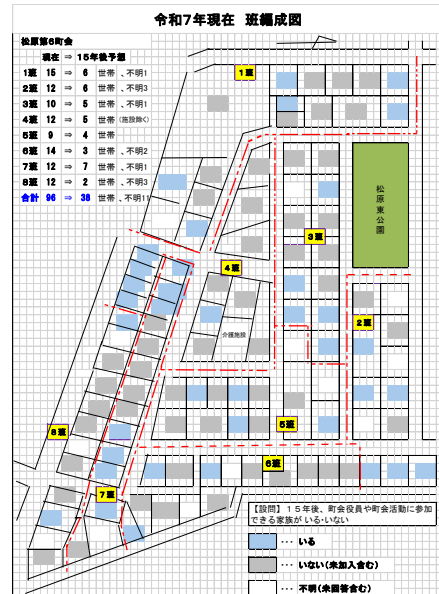 令和7年現在 班編成図
松原第6町会
現在 ⇒ 15年後予想
1班 15 ⇒ 6 世帯 、不明1
2班 12 ⇒ 6 世帯 、不明3
3班 10 ⇒ 5 世帯 、不明1
4班 12 ⇒ 5 世帯 (施設除く)
5班 9 ⇒ 4 世帯
6班 14 ⇒ 3 世帯 、不明2
7班 12 ⇒ 7 世帯 、不明1
8班 12 ⇒ 2 世帯 、不明3
合計 96 ⇒ 38 世帯 、不明11
1班
松原東公園
3班
4班
2班
介護施設
5班
8班
6班
7班
【設問】15年後、町会役員や町会活動に参加
できる家族が いる・いない
・・・ いる
・・・ いない(未加入含む)
・・・ 不明(未回答含む)